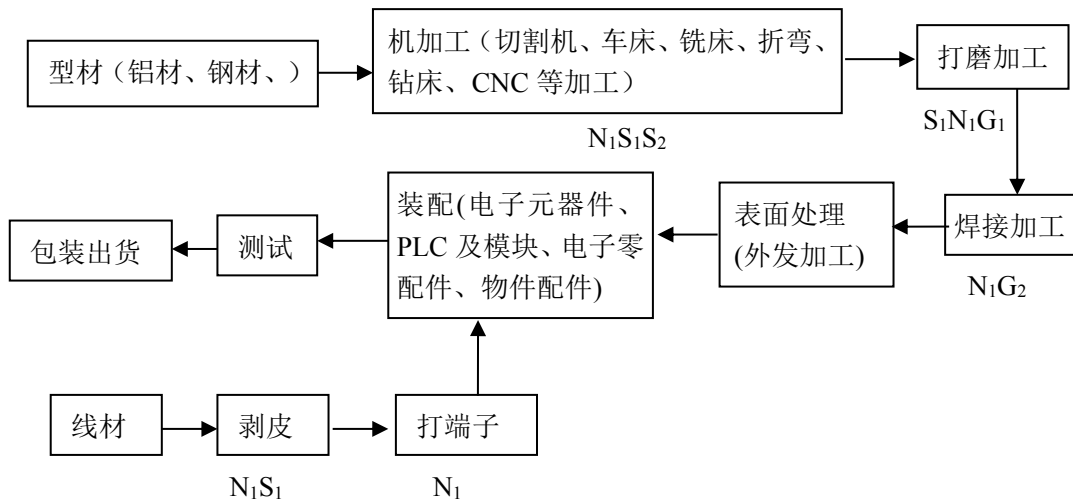 型材（铝材、钢材、）
机加工（切割机、车床、铣床、折弯、
钻床、CNC 等加工）
打磨加工
N₁S₁S₂
S₁N₁G₁
包装出货
测试
装配(电子元器件、
PLC 及模块、电子零
配件、物件配件)
表面处理
(外发加工)
焊接加工
N₁G₂
线材
剥皮
打端子
N₁S₁
N₁